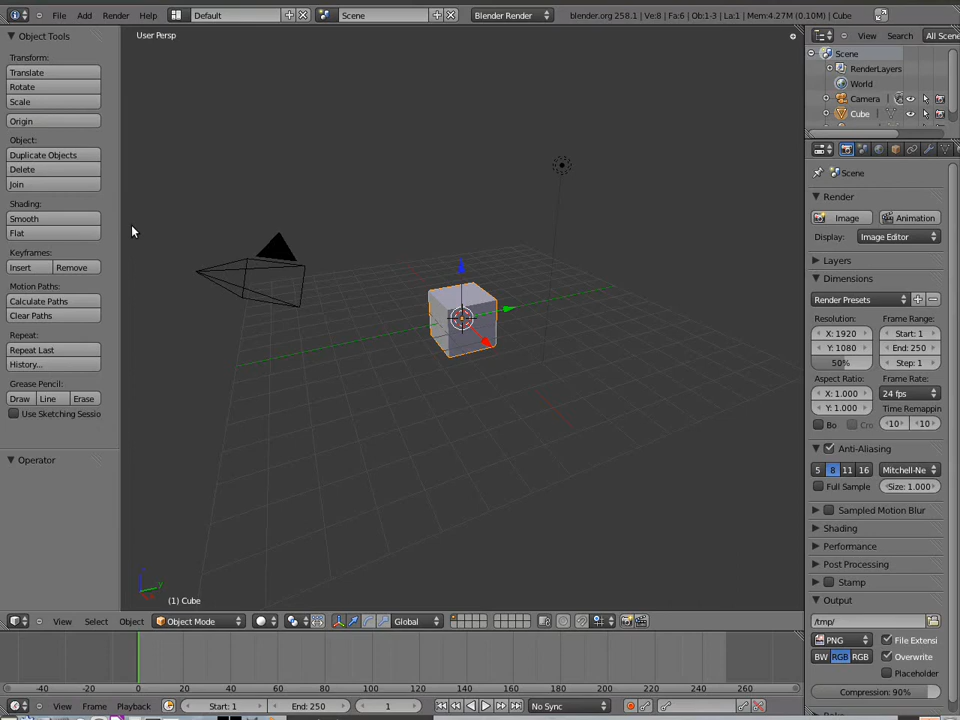 File Add Render Help Default Scene Blender Render blender.org 258.1 | Ve:8 | Fa:6 | Ob:1-3 | La:1 | Mem:4.27M (0.10M) | Cube
Object Tools
Transform:
Translate
Rotate
Scale
Origin
Object:
Duplicate Objects
Delete
Join
Shading:
Smooth
Flat
Keyframes:
Insert Remove
Motion Paths:
Calculate Paths
Clear Paths
Repeat:
Repeat Last
History...
Grease Pencil:
Draw Line Erase
Use Sketching Sessio
Operator
User Persp
(1) Cube
View Select Object Object Mode Global
View Search All Scene
Scene
RenderLayers
World
Camera
Cube
Scene
Render
Image Animation
Display: Image Editor
Layers
Dimensions
Render Presets
Resolution: Frame Range:
X: 1920 Start: 1
Y: 1080 End: 250
50% Step: 1
Aspect Ratio: Frame Rate:
X: 1.000 24 fps
Y: 1.000 Time Remappin
Bo Cro 10 10
Anti-Aliasing
5 8 11 16 Mitchell-Ne
Full Sample Size: 1.000
Sampled Motion Blur
Shading
Performance
Post Processing
Stamp
Output
/tmp/
PNG File Extensi
BW RGB RGB Overwrite
Placeholder
Compression: 90%
-40 -20 0 20 40 60 80 100 120 140 160 180 200 220 240 260
View Frame Playback Start: 1 End: 250 1 No Sync